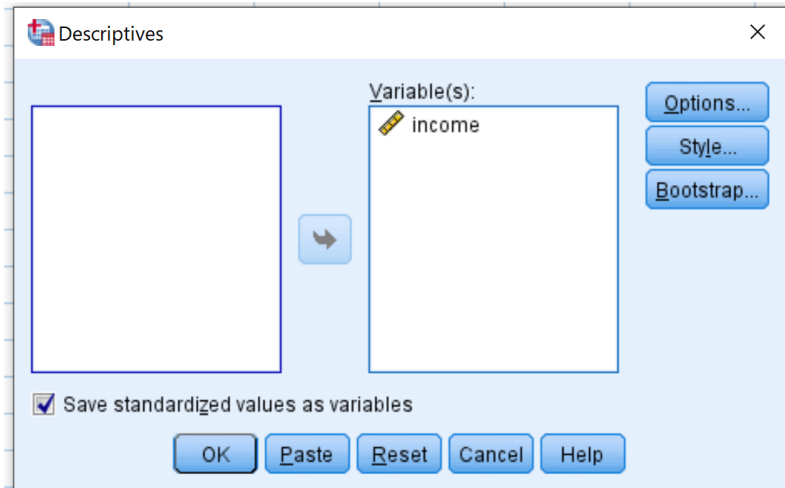 Descriptives
Variable(s):
income
Options...
Style...
Bootstrap...
Save standardized values as variables
OK Paste Reset Cancel Help